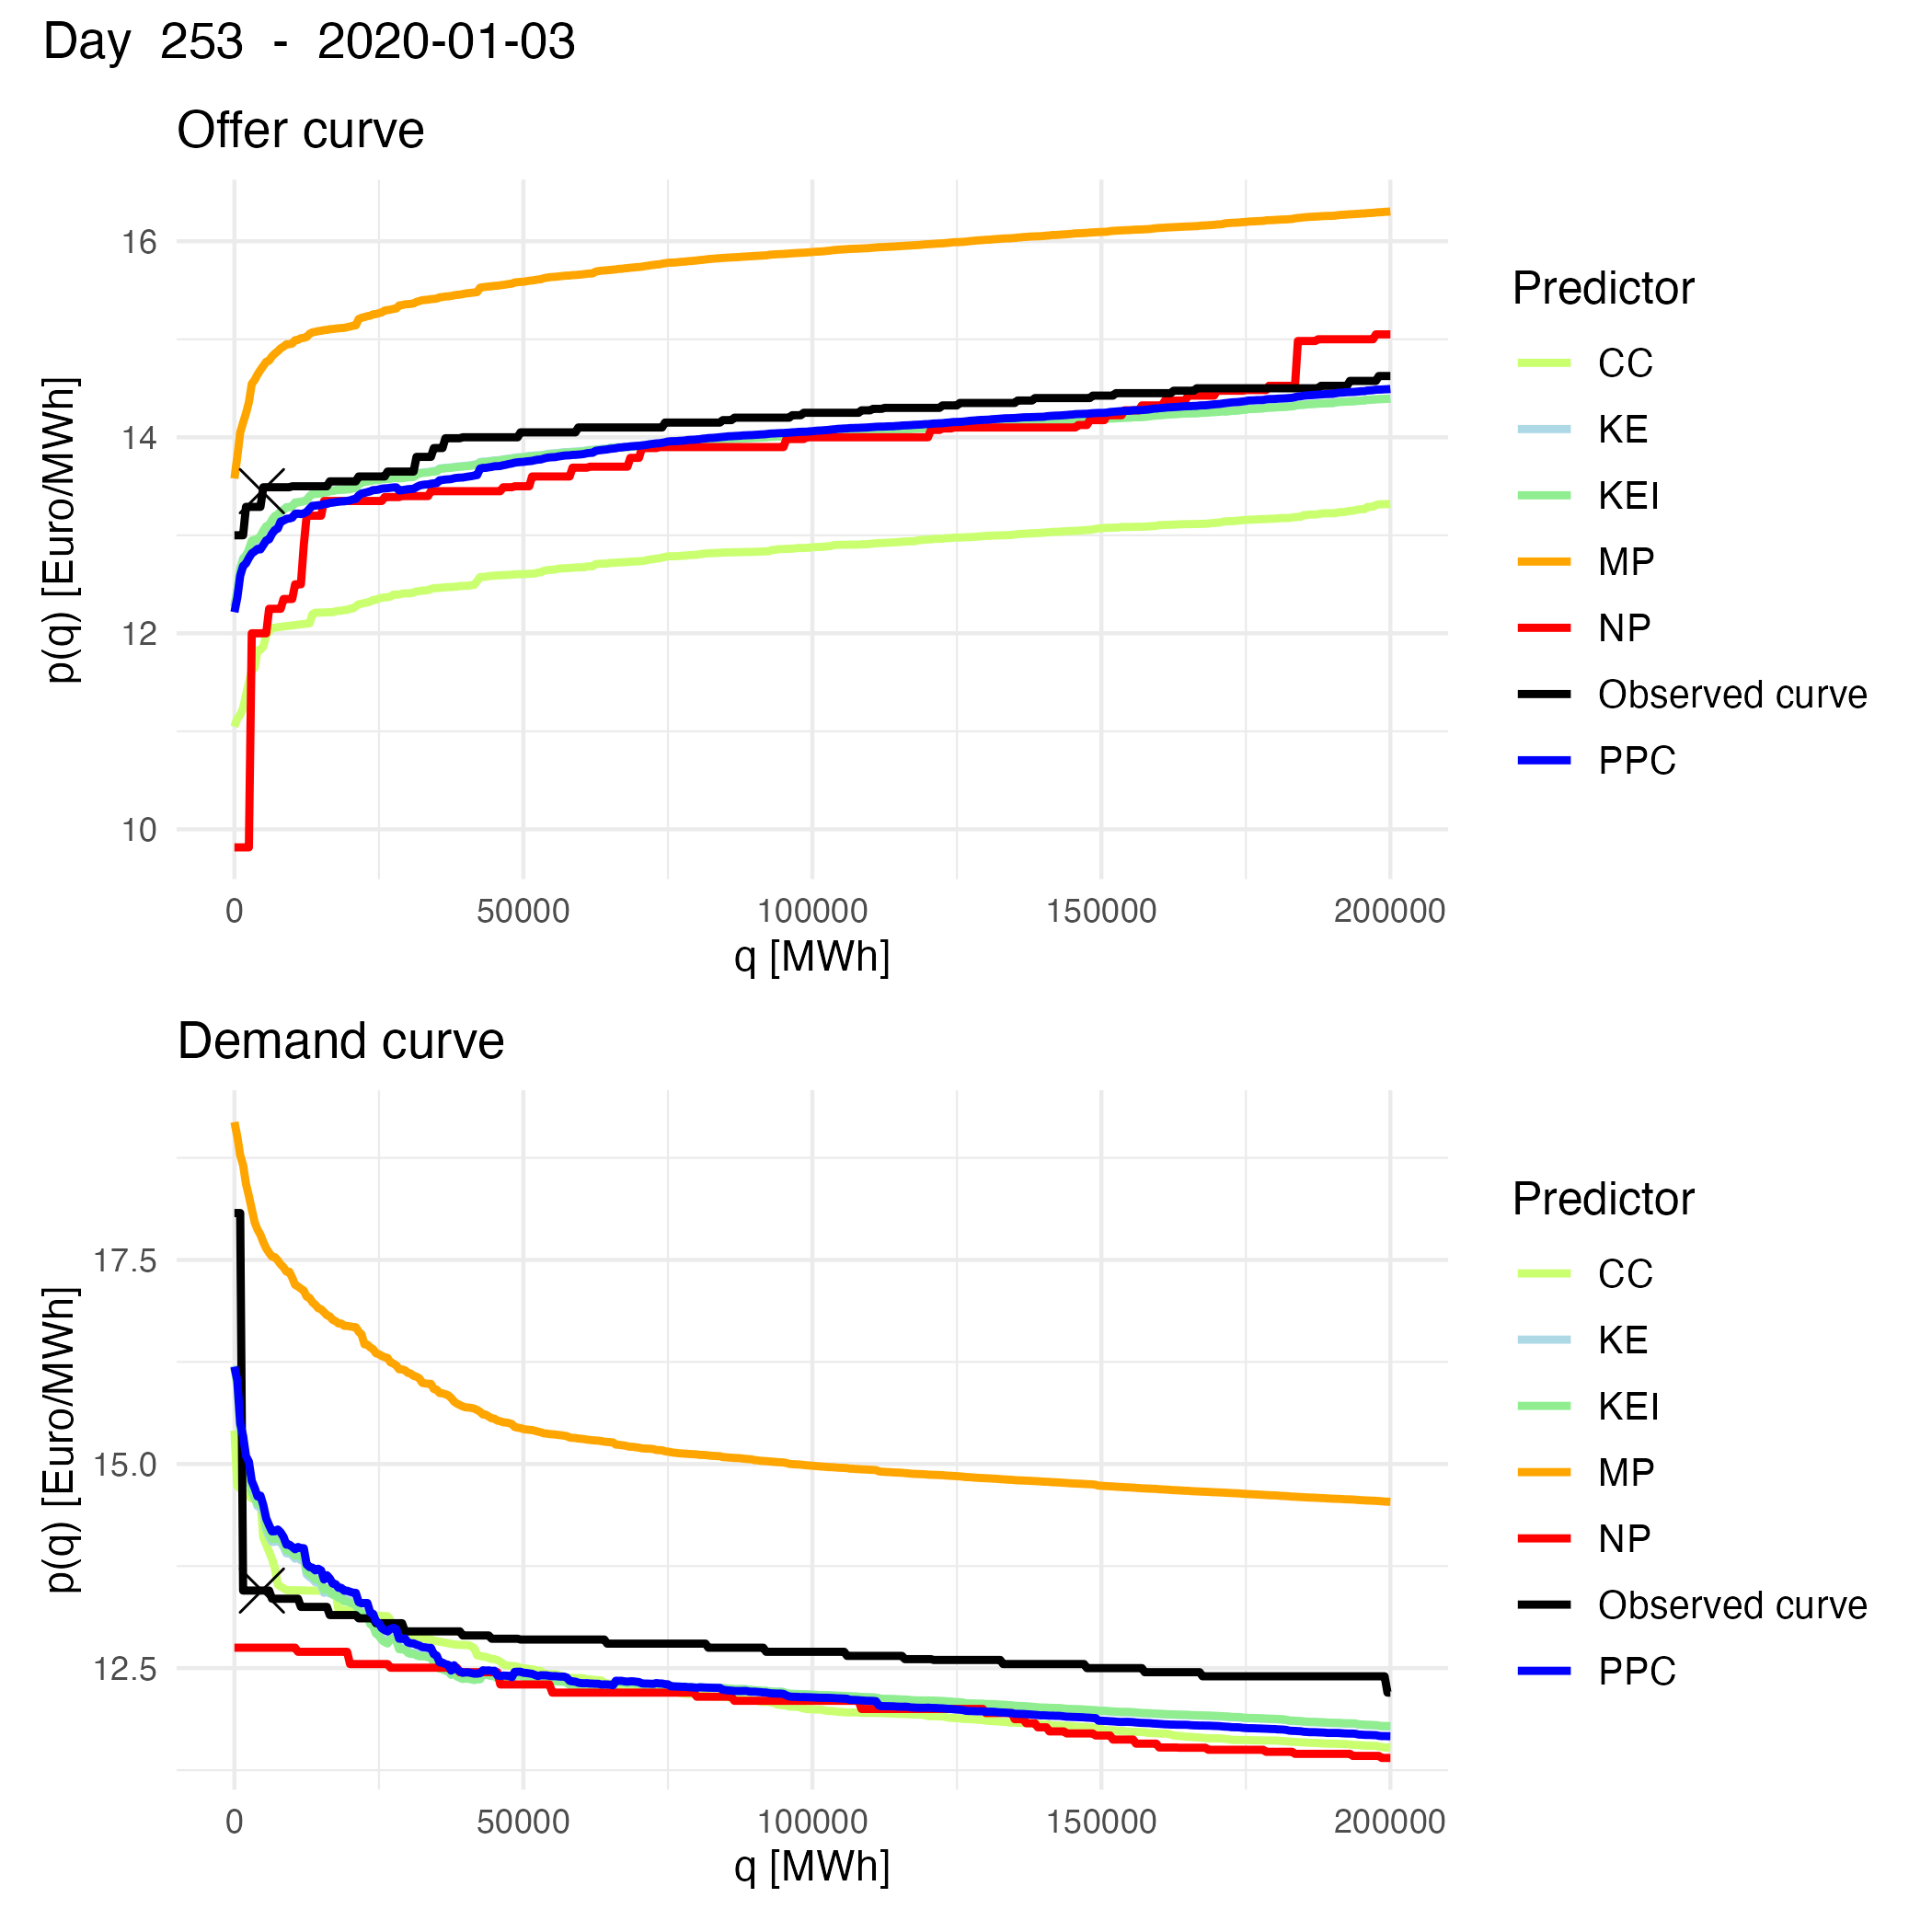 Day 253 - 2020-01-03
Offer curve
p(q) [Euro/MWh]
16
14
12
10
0 50000 100000 150000 200000
q [MWh]
Predictor
CC
KE
KEI
MP
NP
Observed curve
PPC
Demand curve
p(q) [Euro/MWh]
17.5
15.0
12.5
0 50000 100000 150000 200000
q [MWh]
Predictor
CC
KE
KEI
MP
NP
Observed curve
PPC